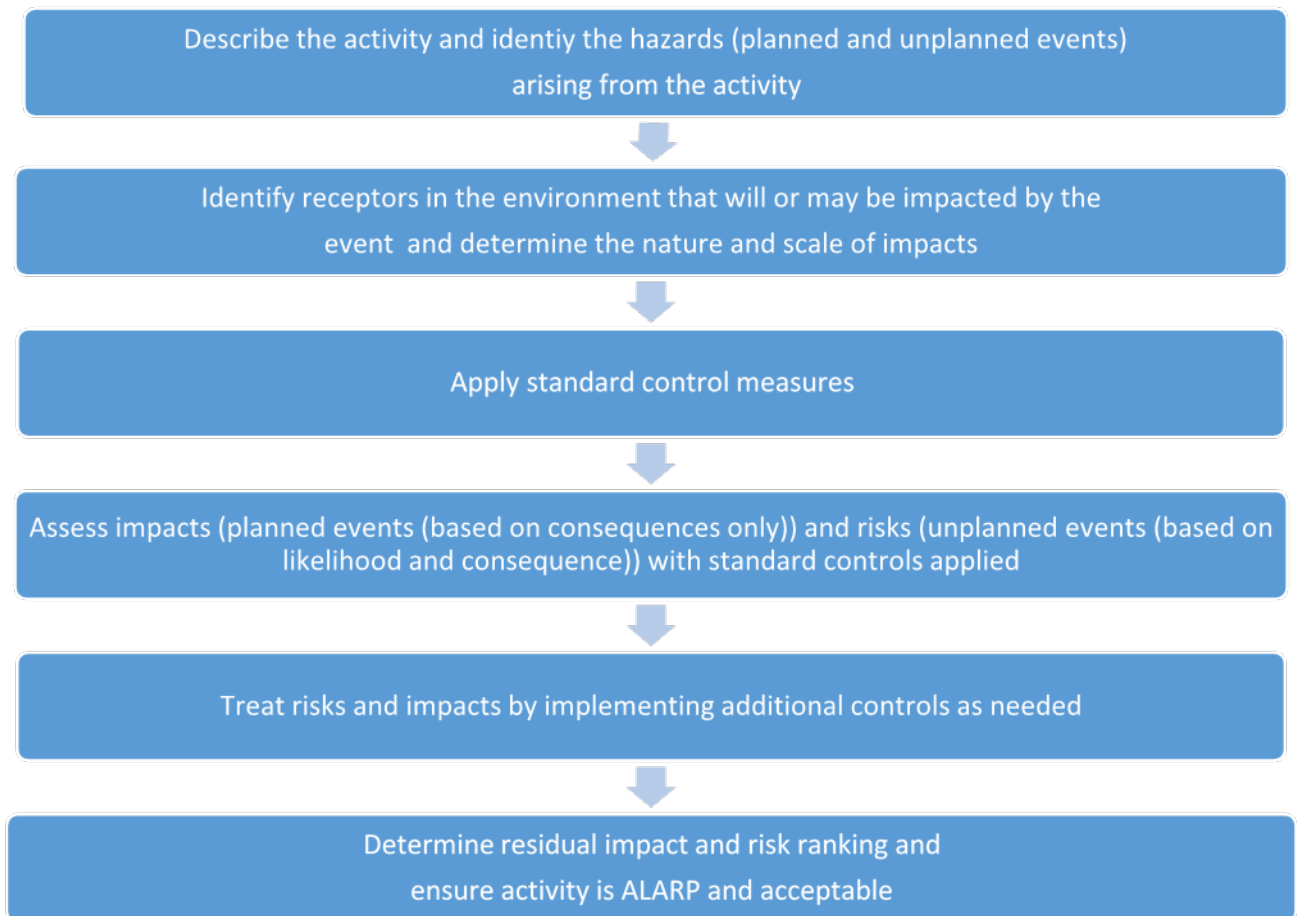 Describe the activity and identiy the hazards (planned and unplanned events)
arising from the activity
Identify receptors in the environment that will or may be impacted by the
event and determine the nature and scale of impacts
Apply standard control measures
Assess impacts (planned events (based on consequences only)) and risks (unplanned events (based on
likelihood and consequence)) with standard controls applied
Treat risks and impacts by implementing additional controls as needed
Determine residual impact and risk ranking and
ensure activity is ALARP and acceptable